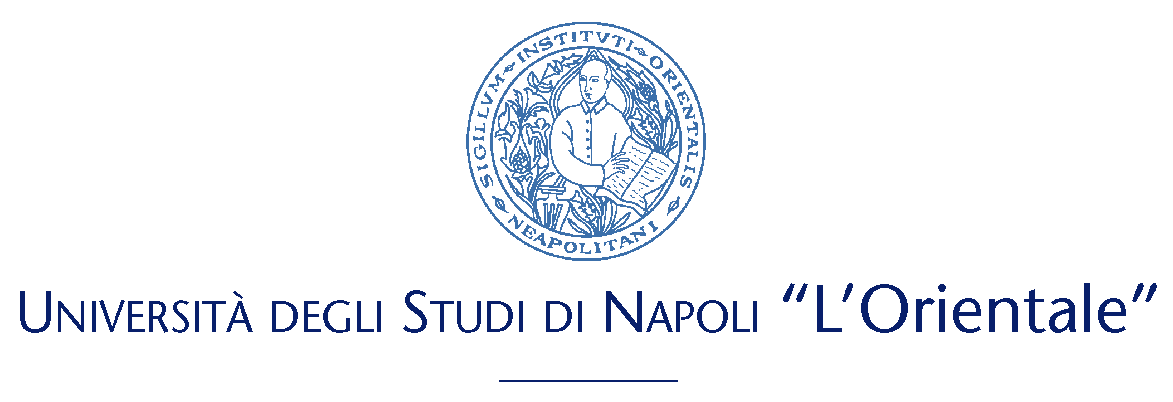 SIGILLVM INSTITVTI ORIENTALIS
NEAPOLITANI
UNIVERSITÀ DEGLI STUDI DI NAPOLI “L’Orientale”